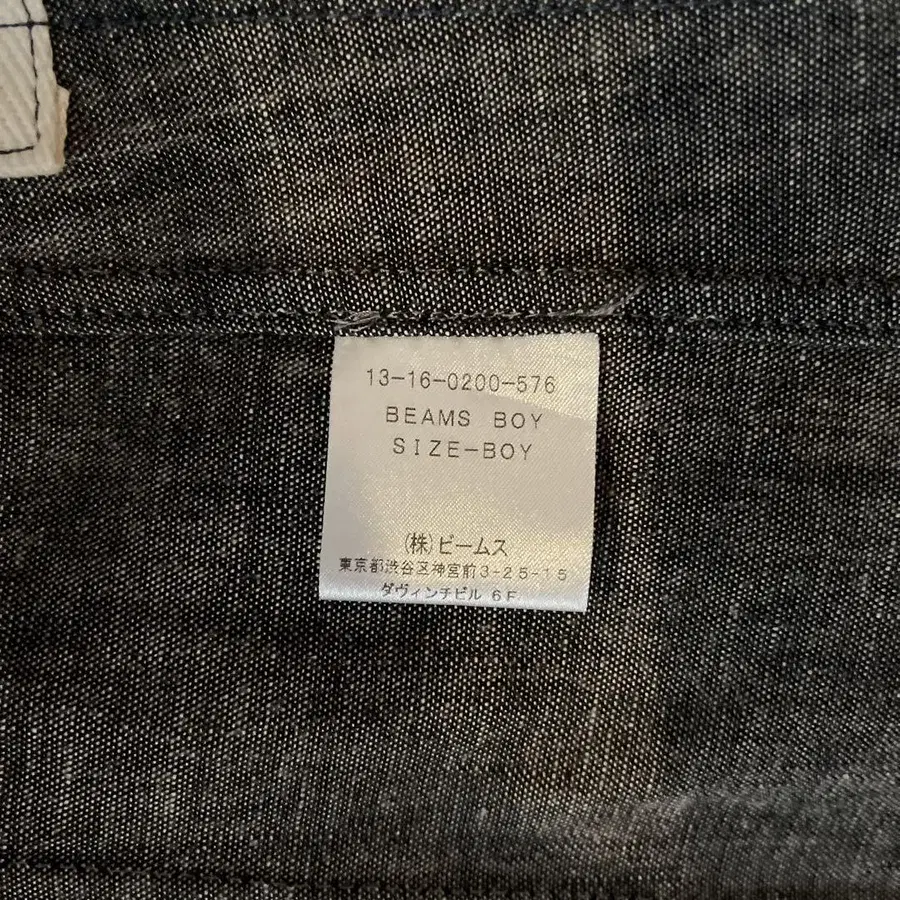 13-16-0200-576
BEAMS BOY
SIZE-BOY
(株)ビームス
東京都渋谷区神宮前3-25-15
ダヴィンチビル 6F